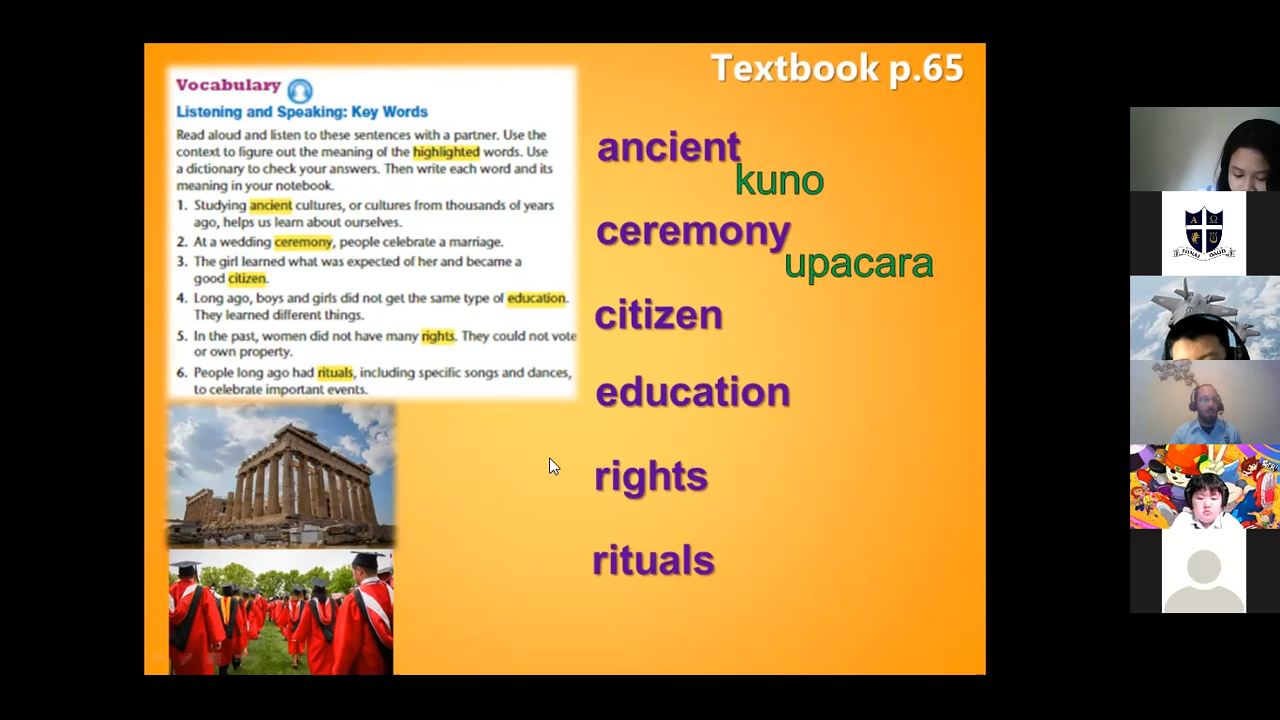 Textbook p.65
Vocabulary
Listening and Speaking: Key Words
Read aloud and listen to these sentences with a partner. Use the
context to figure out the meaning of the highlighted words. Use
a dictionary to check your answers. Then write each word and its
meaning in your notebook.
1. Studying ancient cultures, or cultures from thousands of years
ago, helps us learn about ourselves.
2. At a wedding ceremony, people celebrate a marriage.
3. The girl learned what was expected of her and became a
good citizen.
4. Long ago, boys and girls did not get the same type of education.
They learned different things.
5. In the past, women did not have many rights. They could not vote
or own property.
6. People long ago had rituals, including specific songs and dances,
to celebrate important events.
ancient
kuno
ceremony
upacara
citizen
education
rights
rituals
Α Ω